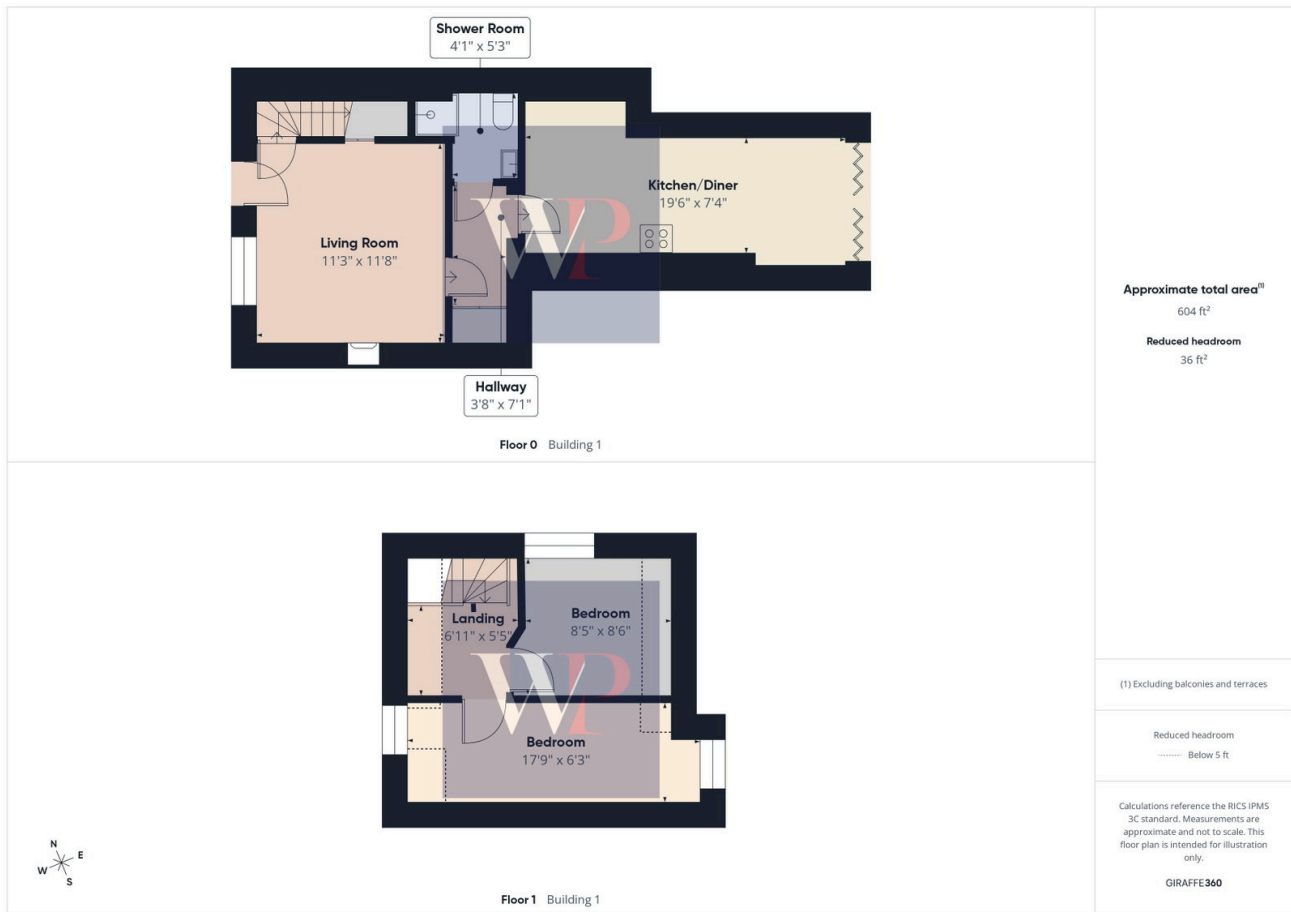 Shower Room
4'1" x 5'3"
Kitchen/Diner
19'6" x 7'4"
Living Room
11'3" x 11'8"
WP
Hallway
3'8" x 7'1"
Floor 0 Building 1
Approximate total area(1)
604 ft²
Reduced headroom
36 ft²
Landing
6'11" x 5'5"
Bedroom
8'5" x 8'6"
WP
Bedroom
17'9" x 6'3"
N
E
W
S
Floor 1 Building 1
(1) Excluding balconies and terraces
Reduced headroom
Below 5 ft
Calculations reference the RICS IPMS
3C standard. Measurements are
approximate and not to scale. This
floor plan is intended for illustration
only.
GIRAFFE360